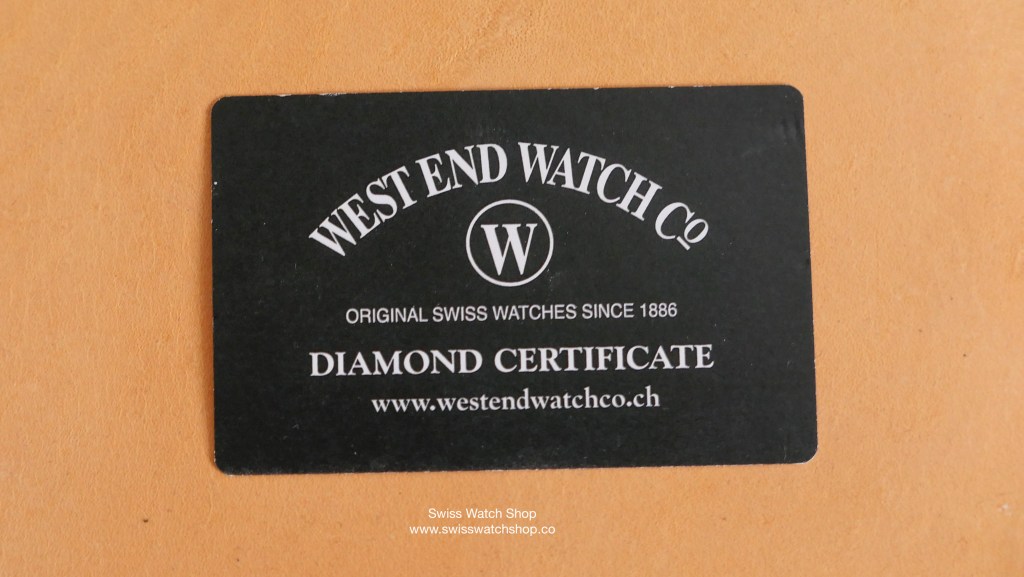 WEST END WATCH Co
W
ORIGINAL SWISS WATCHES SINCE 1886
DIAMOND CERTIFICATE
www.westendwatchco.ch
Swiss Watch Shop
www.swisswatchshop.co